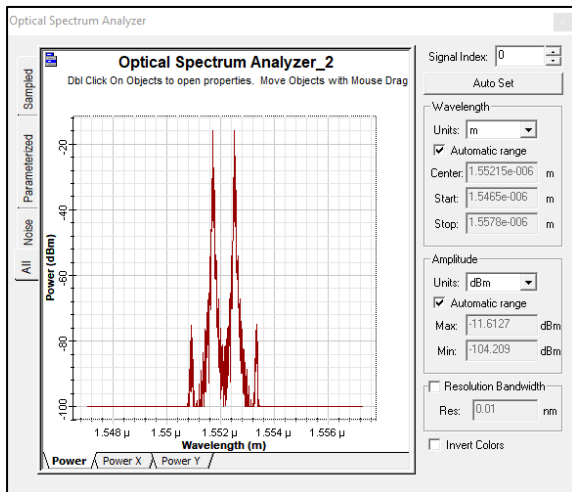 Optical Spectrum Analyzer
Optical Spectrum Analyzer_2
Dbl Click On Objects to open properties. Move Objects with Mouse Drag
Sampled
Parameterized
Noise
All
Power (dBm)
-20
-40
-60
-80
-100
1.548 µ 1.55 µ 1.552 µ 1.554 µ 1.556 µ
Wavelength (m)
Power
Power X
Power Y
Signal Index: 0
Auto Set
Wavelength
Units: m
Automatic range
Center: 1.55215e-006 m
Start: 1.5465e-006 m
Stop: 1.5578e-006 m
Amplitude
Units: dBm
Automatic range
Max: -11.6127 dBm
Min: -104.209 dBm
Resolution Bandwidth
Res: 0.01 nm
Invert Colors